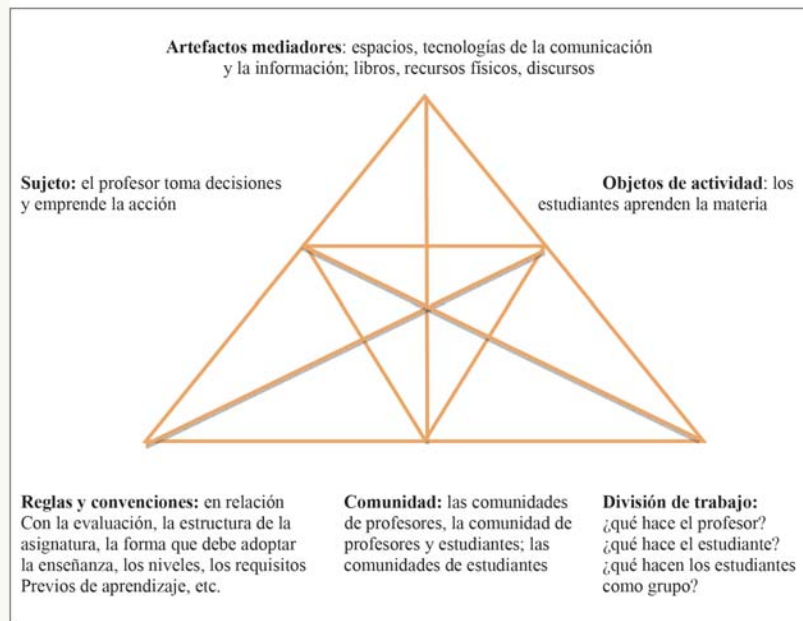 Artefactos mediadores: espacios, tecnologías de la comunicación
y la información; libros, recursos físicos, discursos
Sujeto: el profesor toma decisiones
y emprende la acción
Objetos de actividad: los
estudiantes aprenden la materia
Reglas y convenciones: en relación
Con la evaluación, la estructura de la
asignatura, la forma que debe adoptar
la enseñanza, los niveles, los requisitos
Previos de aprendizaje, etc.
Comunidad: las comunidades
de profesores, la comunidad de
profesores y estudiantes; las
comunidades de estudiantes
División de trabajo:
¿qué hace el profesor?
¿qué hace el estudiante?
¿qué hacen los estudiantes
como grupo?